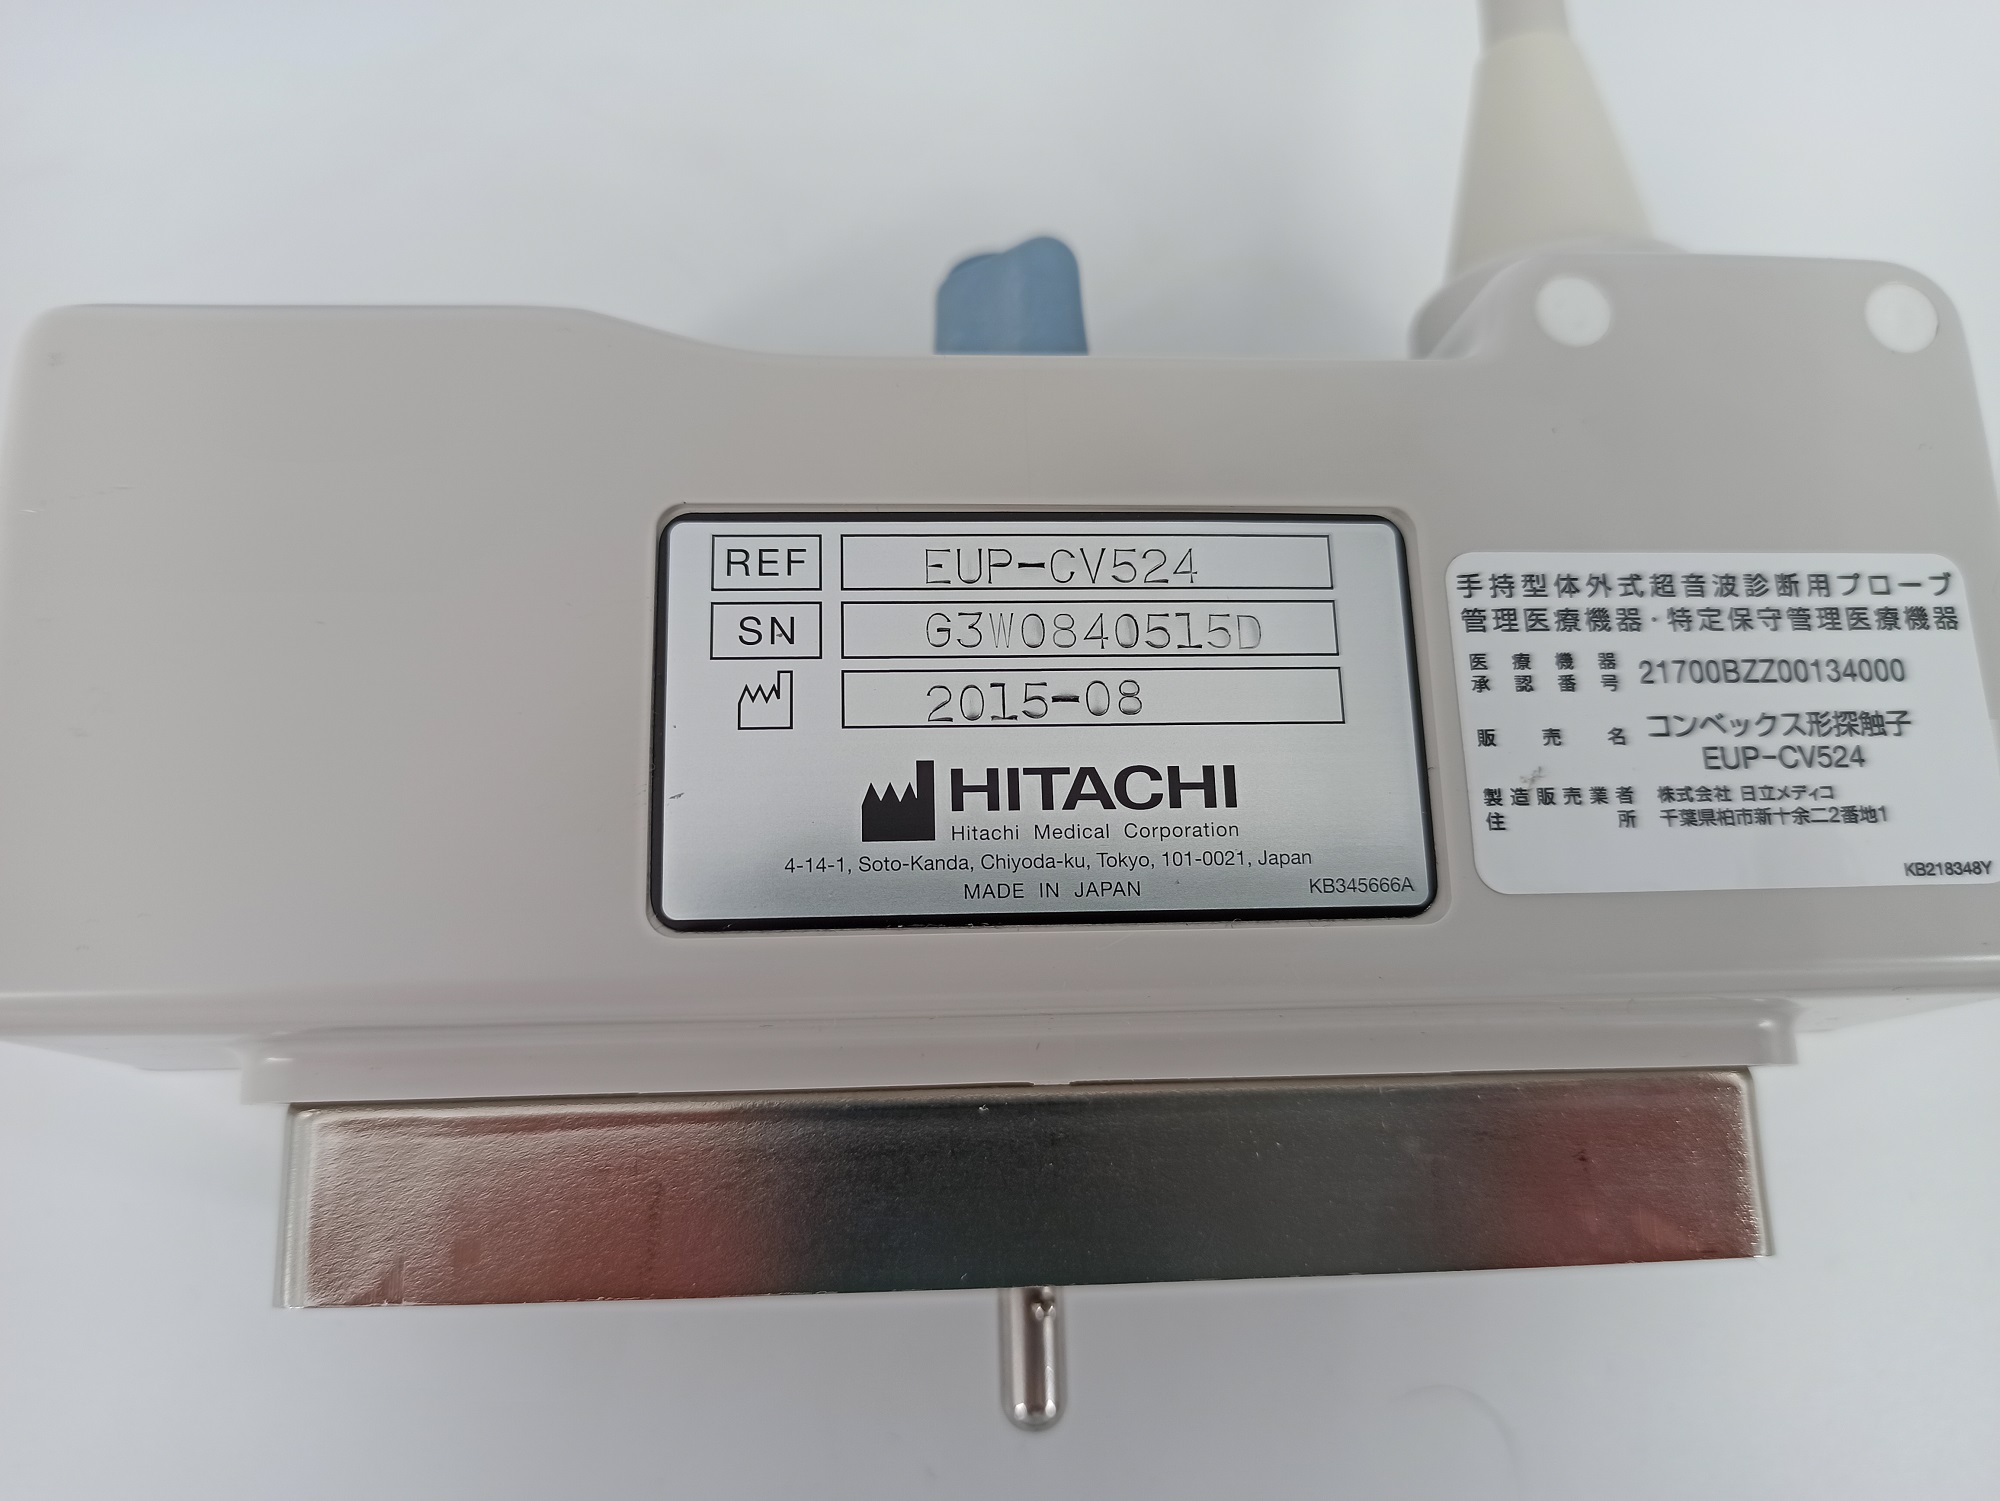 REF EUP-CV524
SN G3W0840515D
2015-08
HITACHI
Hitachi Medical Corporation
4-14-1, Soto-Kanda, Chiyoda-ku, Tokyo, 101-0021, Japan
MADE IN JAPAN
KB345666A
手持型体外式超音波診断用プローブ
管理医療機器・特定保守管理医療機器
医療機器
承認番号 21700BZZ00134000
販売名 コンベックス形探触子
EUP-CV524
製造販売業者 株式会社 日立メディコ
住所 千葉県柏市新十余二2番地1
KB218348Y